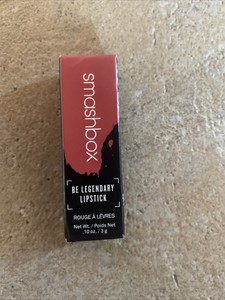 smashbox
BE LEGENDARY
LIPSTICK
ROUGE À LÈVRES
Net Wt. / Poids Net
.10 oz. / 3 g